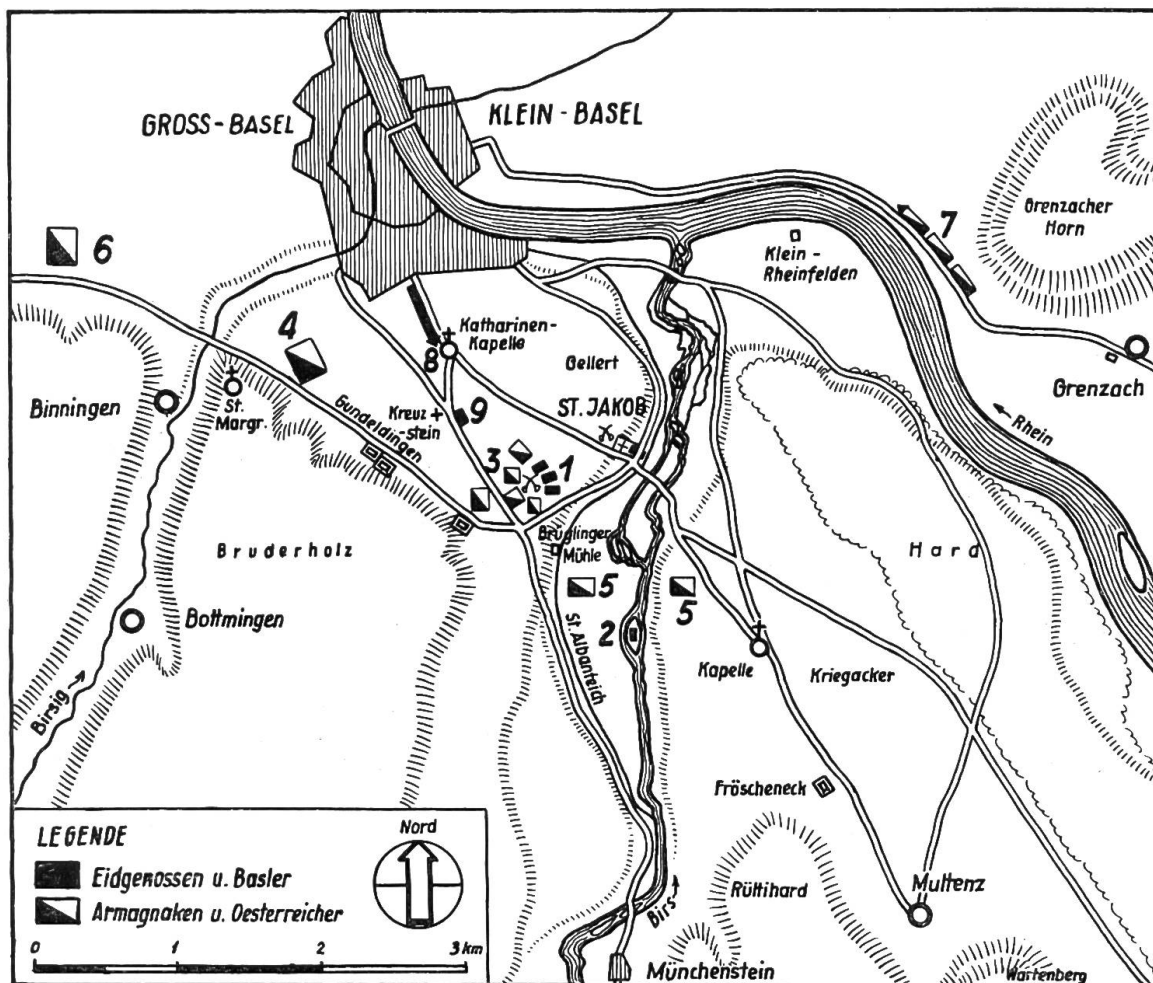 GROSS-BASEL
KLEIN-BASEL
6
7
Grenzacher
Horn
Klein-
Rheinfelden
4
Katharinen-
Kapelle
8
Gellert
Grenzach
Binningen
St.
Margr.
Gundeldingen
Kreuz
-stein
9
ST. JAKOB
Rhein
3
1
Bruderholz
Brüglinger
Mühle
Hard
5
5
Bottmingen
2
St. Albanteich
Kapelle
Kriegacker
Birsig
Fröscheneck
LEGENDE
Nord
Eidgenossen u. Basler
Armagnaken u. Oesterreicher
0 1 2 3 km
Birs
Rüttihard
Muttenz
Münchenstein
Wartenberg